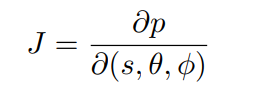 J = ∂p / ∂(s, θ, ϕ)